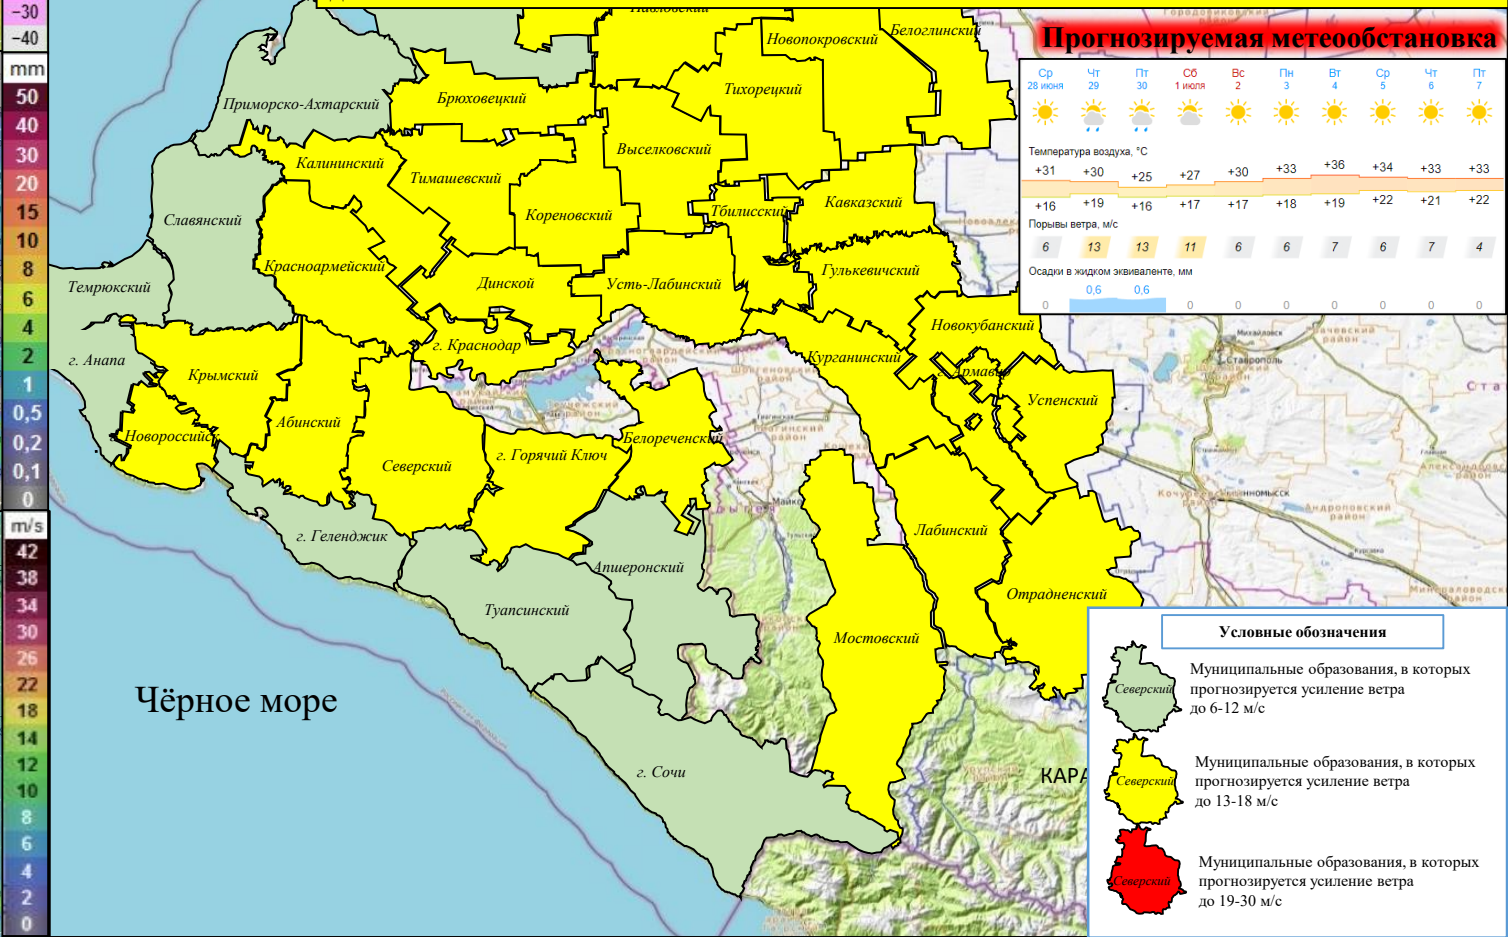 −30
−40
mm
50
40
30
20
15
10
8
6
4
2
1
0,5
0,2
0,1
0
m/s
42
38
34
30
26
22
18
14
12
10
8
6
4
2
0
Павловский
Новопокровский
Белоглинский
Тихорецкий
Брюховецкий
Приморско-Ахтарский
Выселковский
Калининский
Тимашевский
Кореновский
Тбилисский
Кавказский
Славянский
Красноармейский
Динской
Усть-Лабинский
Гулькевичский
Темрюкский
г. Краснодар
Новокубанский
г. Анапа
Крымский
Курганинский
г. Армавир
Успенский
Абинский
Новороссийск
Северский
г. Горячий Ключ
Белореченский
г. Геленджик
Апшеронский
Лабинский
Туапсинский
Отрадненский
Мостовский
г. Сочи
Чёрное море
КАРА
Ставрополь
Михайловск
Прогнозируемая метеообстановка
Ср Чт Пт Сб Вс Пн Вт Ср Чт Пт
28 июня 29 30 1 июля 2 3 4 5 6 7
Температура воздуха, °C
+31 +30 +25 +27 +30 +33 +36 +34 +33 +33
+16 +19 +16 +17 +17 +18 +19 +22 +21 +22
Порывы ветра, м/с
6 13 13 11 6 6 7 6 7 4
Осадки в жидком эквиваленте, мм
0 0,6 0,6 0 0 0 0 0 0 0
Условные обозначения
Северский
Муниципальные образования, в которых
прогнозируется усиление ветра
до 6-12 м/с
Северский
Муниципальные образования, в которых
прогнозируется усиление ветра
до 13-18 м/с
Северский
Муниципальные образования, в которых
прогнозируется усиление ветра
до 19-30 м/с